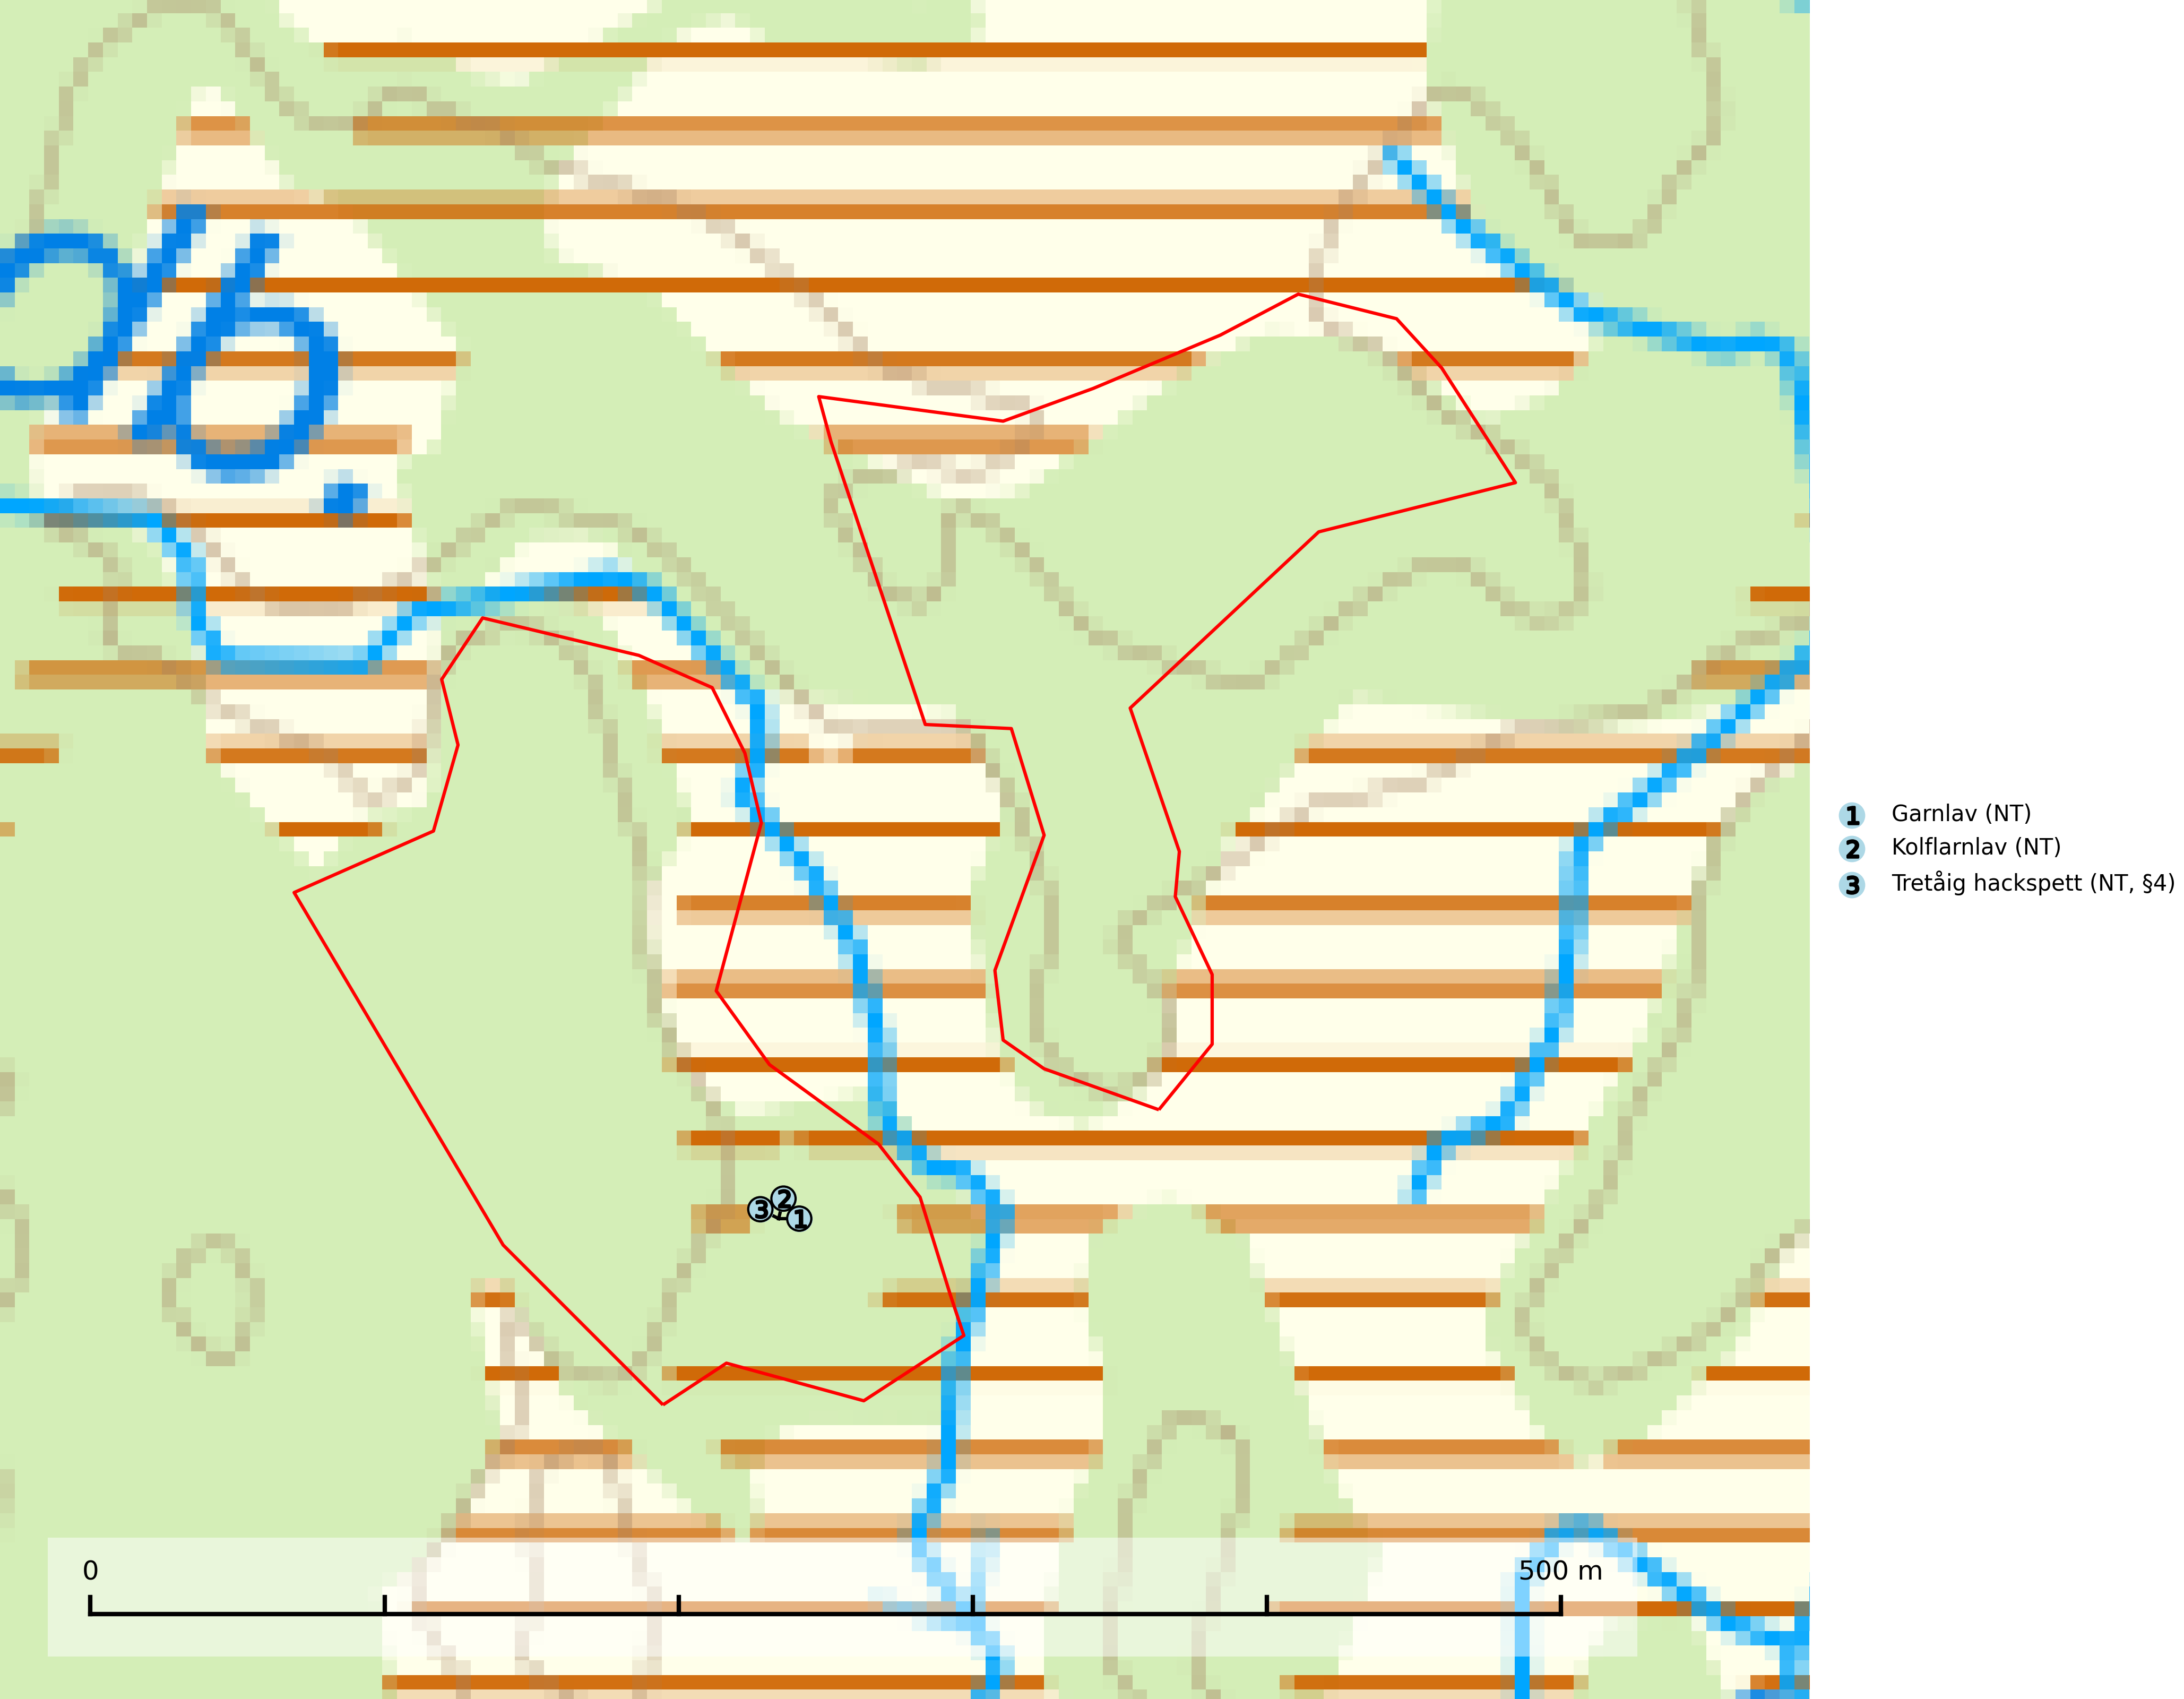 1 Garnlav (NT)
2 Kolflarnlav (NT)
3 Tretåig hackspett (NT, §4)
2
3 1
0 500 m